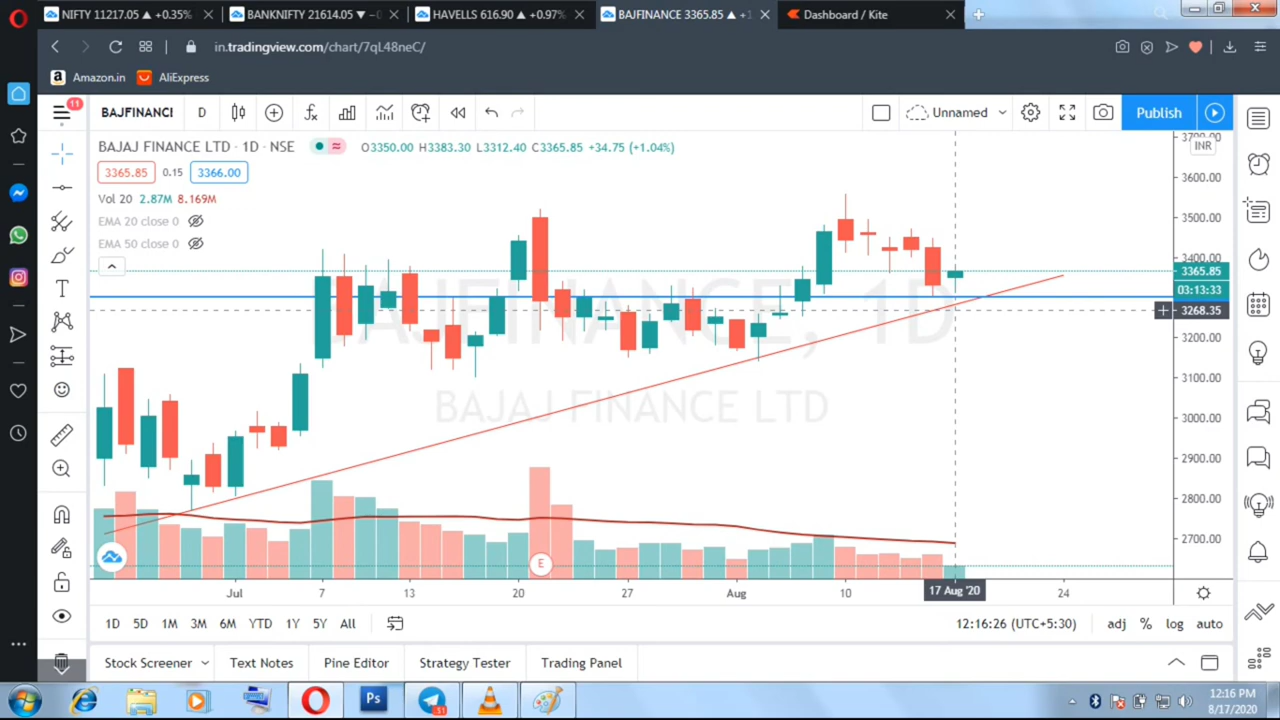 NIFTY 11217.05 ▲ +0.35%
BANKNIFTY 21614.05 ▼ −0
HAVELLS 616.90 ▲ +0.97%
BAJFINANCE 3365.85 ▲ +1
Dashboard / Kite
in.tradingview.com/chart/7qL48neC/
Amazon.in AliExpress
11
BAJFINANCE D
Unnamed
Publish
BAJAJ FINANCE LTD · 1D · NSE O3350.00 H3383.30 L3312.40 C3365.85 +34.75 (+1.04%)
3365.85 0.15 3366.00
Vol 20 2.87M 8.169M
EMA 20 close 0
EMA 50 close 0
BAJFINANCE, 1D
BAJAJ FINANCE LTD
3700.00
INR
3600.00
3500.00
3400.00
3365.85
03:13:33
3268.35
3200.00
3100.00
3000.00
2900.00
2800.00
2700.00
E
Jul 7 13 20 27 Aug 10 17 Aug '20 24
1D 5D 1M 3M 6M YTD 1Y 5Y All
12:16:26 (UTC+5:30) adj % log auto
Stock Screener Text Notes Pine Editor Strategy Tester Trading Panel
Ps
31
12:16 PM
8/17/2020